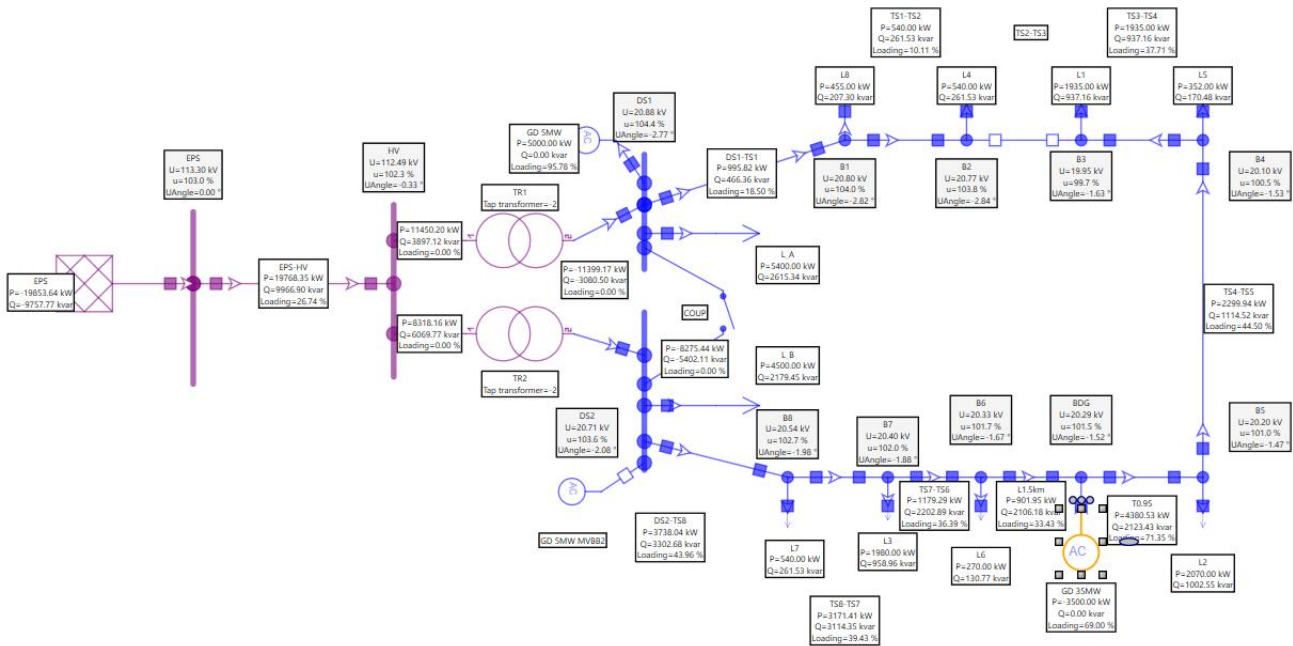 TS1-TS2
P=540.00 kW
Q=261.53 kvar
Loading=10.11 %
TS2-TS3
TS3-TS4
P=1935.00 kW
Q=937.16 kvar
Loading=37.71 %
L8
P=455.00 kW
Q=207.30 kvar
L4
P=540.00 kW
Q=261.53 kvar
L1
P=1935.00 kW
Q=937.16 kvar
L5
P=352.00 kW
Q=170.48 kvar
DS1
U=20.88 kV
u=104.4 %
UAngle=-2.77 °
GD 5MW
P=5000.00 kW
Q=0.00 kvar
Loading=95.78 %
AC
DS1-TS1
P=995.82 kW
Q=466.36 kvar
Loading=18.50 %
B1
U=20.80 kV
u=104.0 %
UAngle=-2.82 °
B2
U=20.77 kV
u=103.8 %
UAngle=-2.84 °
B3
U=19.95 kV
u=99.7 %
UAngle=-1.63 °
B4
U=20.10 kV
u=100.5 %
UAngle=-1.53 °
EPS
U=113.30 kV
u=103.0 %
UAngle=0.00 °
HV
U=112.49 kV
u=102.3 %
UAngle=-0.33 °
TR1
Tap transformer=-2
P=11450.20 kW
Q=3897.12 kvar
Loading=0.00 %
1
2
P=-11399.17 kW
Q=-3080.50 kvar
Loading=0.00 %
L_A
P=5400.00 kW
Q=2615.34 kvar
EPS
P=-19853.64 kW
Q=-9757.77 kvar
EPS-HV
P=19768.35 kW
Q=9966.90 kvar
Loading=26.74 %
COUP
TS4-TS5
P=2299.94 kW
Q=1114.52 kvar
Loading=44.50 %
P=8318.16 kW
Q=6069.77 kvar
Loading=0.00 %
1
2
P=-8275.44 kW
Q=-5402.11 kvar
Loading=0.00 %
L_B
P=4500.00 kW
Q=2179.45 kvar
TR2
Tap transformer=-2
DS2
U=20.71 kV
u=103.6 %
UAngle=-2.08 °
B8
U=20.54 kV
u=102.7 %
UAngle=-1.98 °
B7
U=20.40 kV
u=102.0 %
UAngle=-1.88 °
B6
U=20.33 kV
u=101.7 %
UAngle=-1.67 °
BDG
U=20.29 kV
u=101.5 %
UAngle=-1.52 °
B5
U=20.20 kV
u=101.0 %
UAngle=-1.47 °
AC
GD 5MW MVBB2
DS2-TS8
P=3738.04 kW
Q=3302.68 kvar
Loading=43.96 %
TS7-TS6
P=1179.29 kW
Q=2202.89 kvar
Loading=36.39 %
L1.5km
P=901.95 kW
Q=2106.18 kvar
Loading=33.43 %
T0.95
P=4380.53 kW
Q=2123.43 kvar
Loading=71.35 %
L7
P=540.00 kW
Q=261.53 kvar
L3
P=1980.00 kW
Q=958.96 kvar
L6
P=270.00 kW
Q=130.77 kvar
AC
L2
P=2070.00 kW
Q=1002.55 kvar
TS8-TS7
P=3171.41 kW
Q=3114.35 kvar
Loading=39.43 %
GD 35MW
P=-3500.00 kW
Q=0.00 kvar
Loading=69.00 %